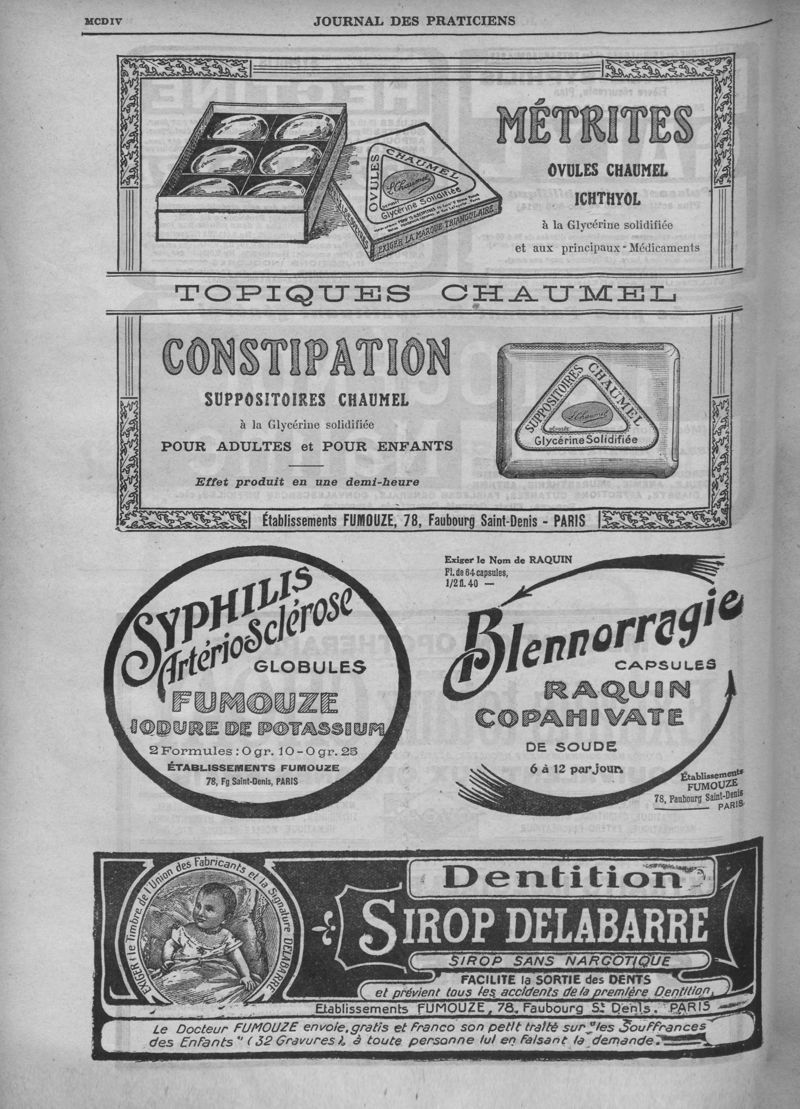 MCDIV
JOURNAL DES PRATICIENS
MÉTRITES
OVULES CHAUMEL
ICHTHYOL
à la Glycérine solidifiée
et aux principaux Médicaments
OVULES CHAUMEL
Chaumel
Glycérine Solidifiée
EXIGER LA MARQUE TRIANGULAIRE
TOPIQUES CHAUMEL
CONSTIPATION
SUPPOSITOIRES CHAUMEL
à la Glycérine solidifiée
POUR ADULTES et POUR ENFANTS
Effet produit en une demi-heure
SUPPOSITOIRES CHAUMEL
Chaumel
Glycérine Solidifiée
Établissements FUMOUZE, 78, Faubourg Saint-Denis - PARIS
SYPHILIS
ArtérioSclérose
GLOBULES
FUMOUZE
IODURE DE POTASSIUM
2 Formules : 0 gr. 10 - 0 gr. 25
ÉTABLISSEMENTS FUMOUZE
78, Fg Saint-Denis, PARIS
Exiger le Nom de RAQUIN
Fl. de 64 capsules,
1/2 fl. 40 —
Blennorragie
CAPSULES
RAQUIN
COPAHIVATE
DE SOUDE
6 à 12 par Jour.
Établissements
FUMOUZE
78, Faubourg Saint-Denis
PARIS
EXIGER le Timbre de l'Union des Fabricants et la Signature DELABARRE
Dentition
SIROP DELABARRE
SIROP SANS NARCOTIQUE
FACILITE la SORTIE des DENTS
et prévient tous les accidents de la première Dentition,
Etablissements FUMOUZE, 78, Faubourg St Denis. PARIS
Le Docteur FUMOUZE envoie, gratis et franco son petit traité sur "les Souffrances
des Enfants" (32 Gravures), à toute personne lui en faisant la demande.